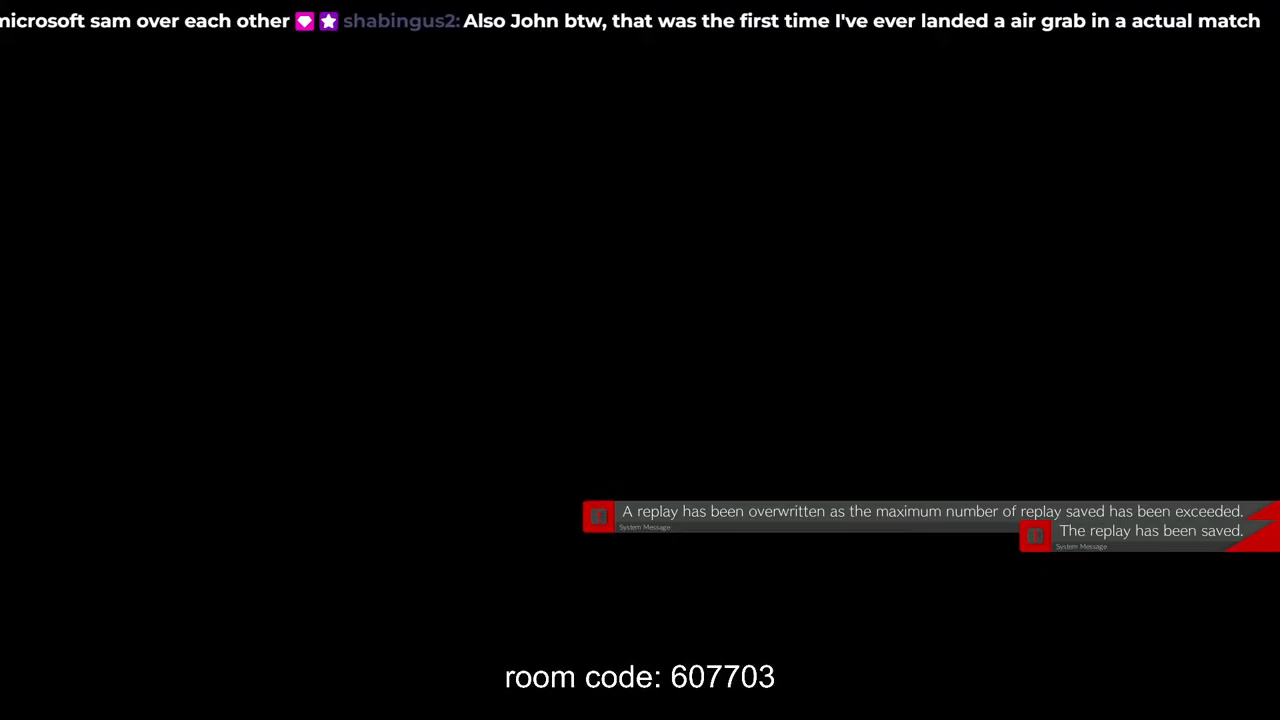 microsoft sam over each other shabingus2: Also John btw, that was the first time I've ever landed a air grab in a actual match
A replay has been overwritten as the maximum number of replay saved has been exceeded.
System Message
The replay has been saved.
System Message
room code: 607703